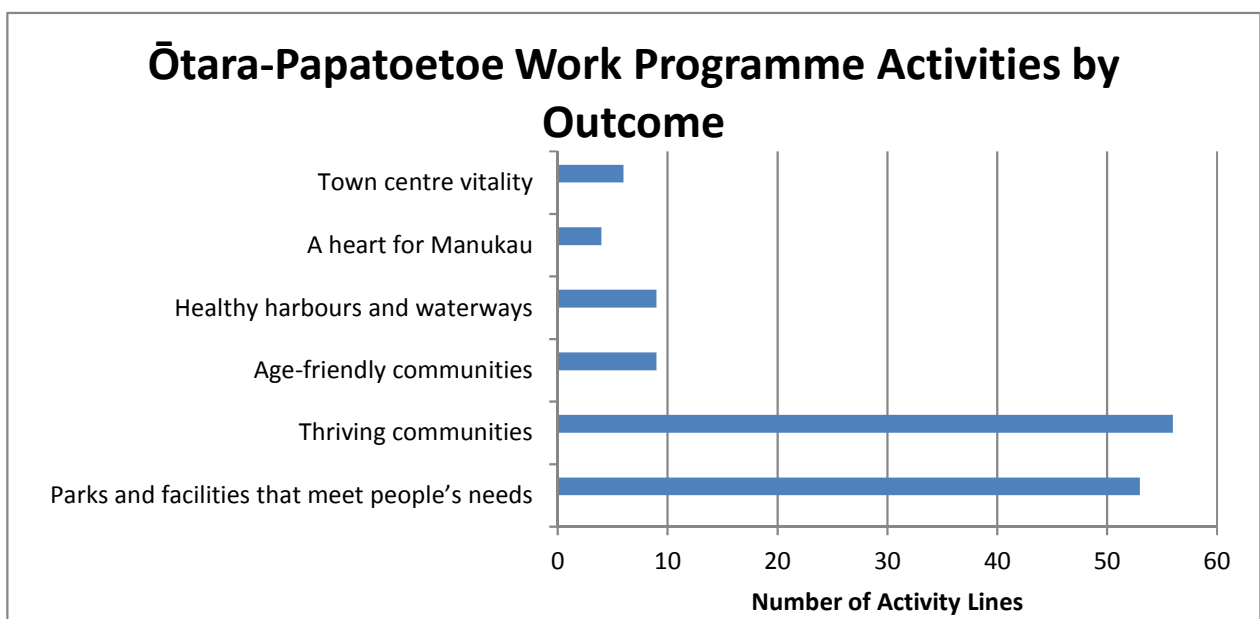 Ōtara-Papatoetoe Work Programme Activities by
Outcome
Town centre vitality
A heart for Manukau
Healthy harbours and waterways
Age-friendly communities
Thriving communities
Parks and facilities that meet people’s needs
0 10 20 30 40 50 60
Number of Activity Lines